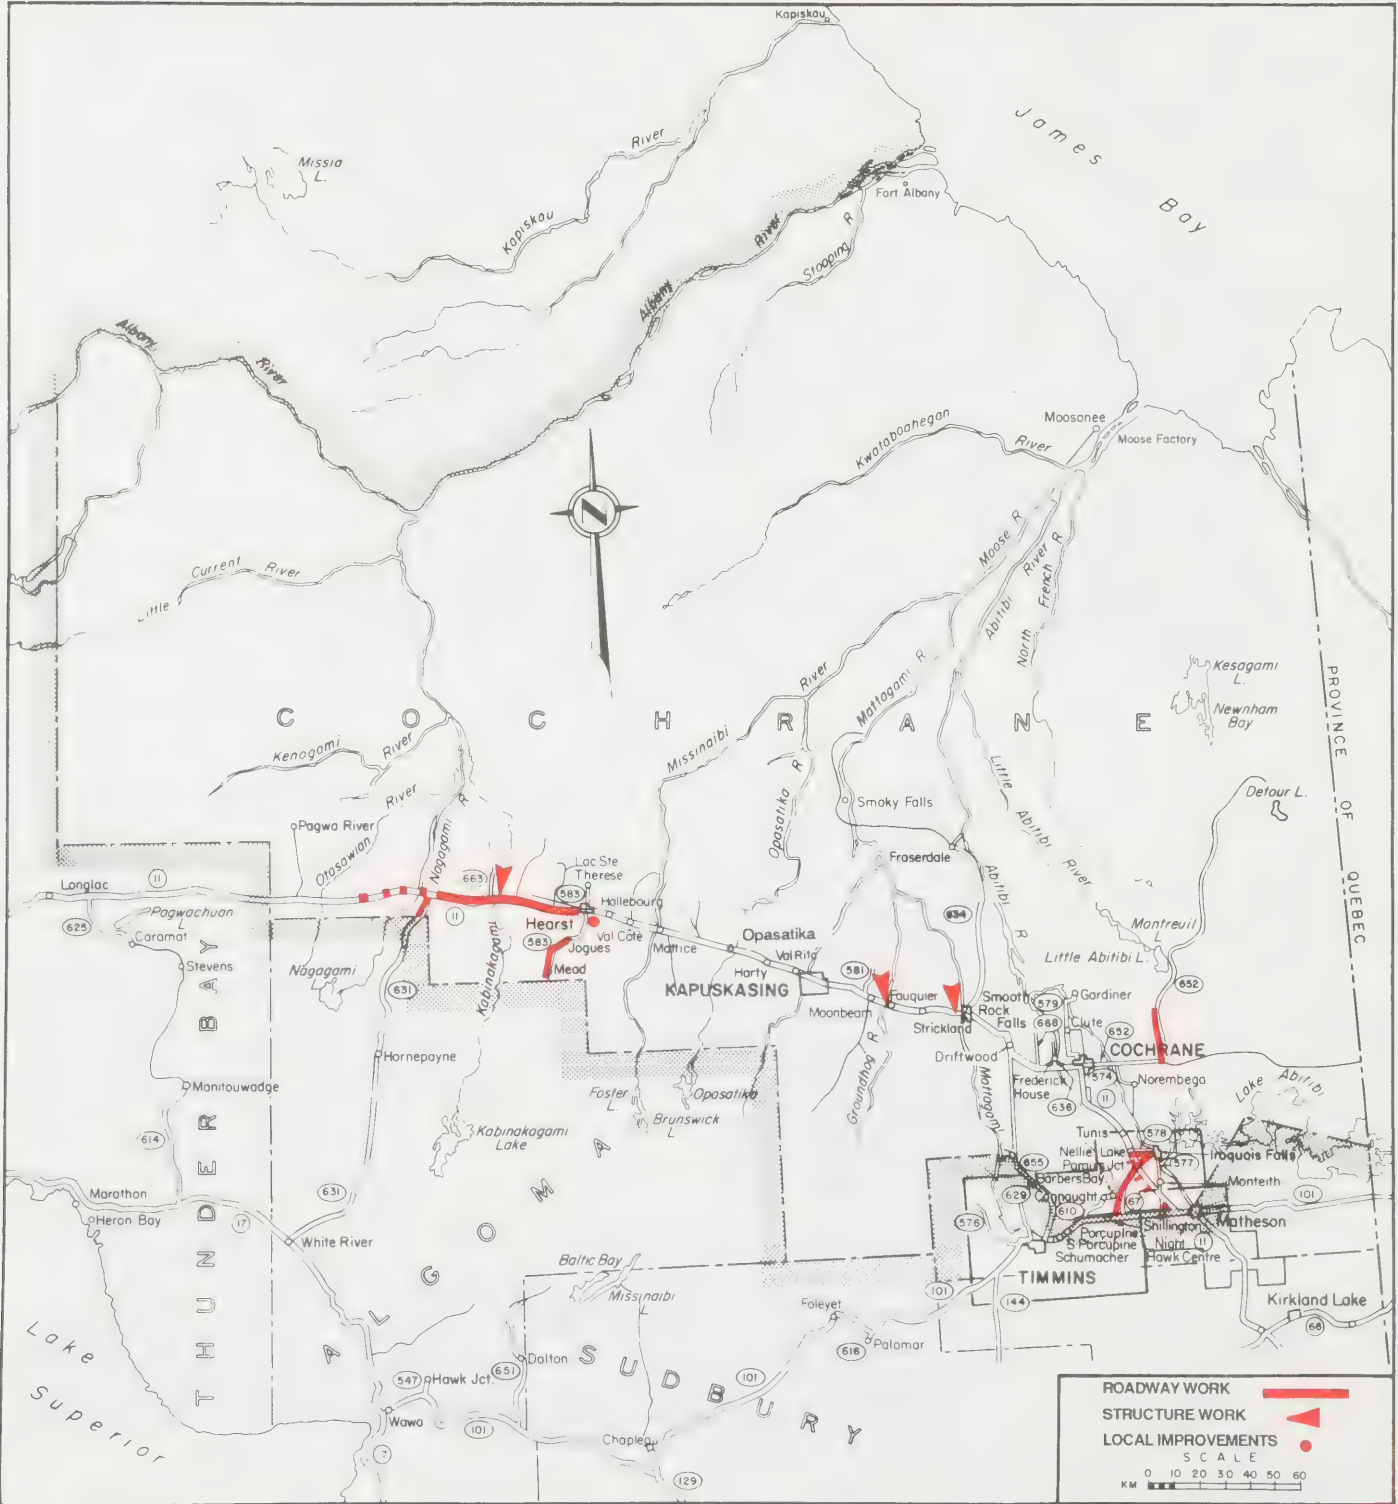 Kapiskau
James
Bay
River
Missia
L.
Kapiskau
Fort Albany
River
Stooping R
Albany
Albany
River
Moosonee
Moose Factory
Kwataboahegan
River
N
Moose R
Current
River
Little
River
Abitibi
French R
North
Kesagami
L.
Newnham
Bay
PROVINCE OF QUEBEC
River
Mattagami R
COCHRANE
Missinaibi
Kenogami
River
Opasatika R
Little
Abitibi
River
Detour L.
River
Smoky Falls
Pagwa River
Otasawian
Nagagami R
Fraserdale
Abitibi R
Longlac
11
663
Lac Ste
Therese
583
625
Pagwachuan
L
Caramat
11
Hearst
Hallebourg
Val Côté
Mattice
583
Jogues
Mead
Opasatika
Val Rita
Harty
KAPUSKASING
634
Montreuil
L
Little Abitibi L.
652
581
Fauquier
Moonbeam
Strickland
Smooth
Rock
Falls
579
Gardiner
668
Clute
652
COCHRANE
Stevens
Nagagami
631
Kabinakagami
Driftwood
Groundhog R
Mattagami
Frederick
House
574
11
Norembega
636
Lake Abitibi
Hornepayne
Manitouwadge
Foster
L.
Opasatika
Brunswick
L
Kabinakagami
Lake
614
THUNDER BAY
ALGOMA
Tunis
578
Nellie Lake
Porquis Jct
577
Iroquois Falls
655
Barbers Bay
Connaught
67
Monteith
101
629
610
576
Shillington
Matheson
Porcupine
S Porcupine
Schumacher
Night
Hawk Centre
11
TIMMINS
Marathon
Heron Bay
17
631
White River
Baltic Bay
Missinaibi
L
Foleyet
101
144
Kirkland Lake
66
616
Palomar
Lake
Superior
547
Hawk Jct.
651
Dalton
SUDBURY
101
Wawa
101
Chapleau
129
ROADWAY WORK
STRUCTURE WORK
LOCAL IMPROVEMENTS
SCALE
KM 0 10 20 30 40 50 60